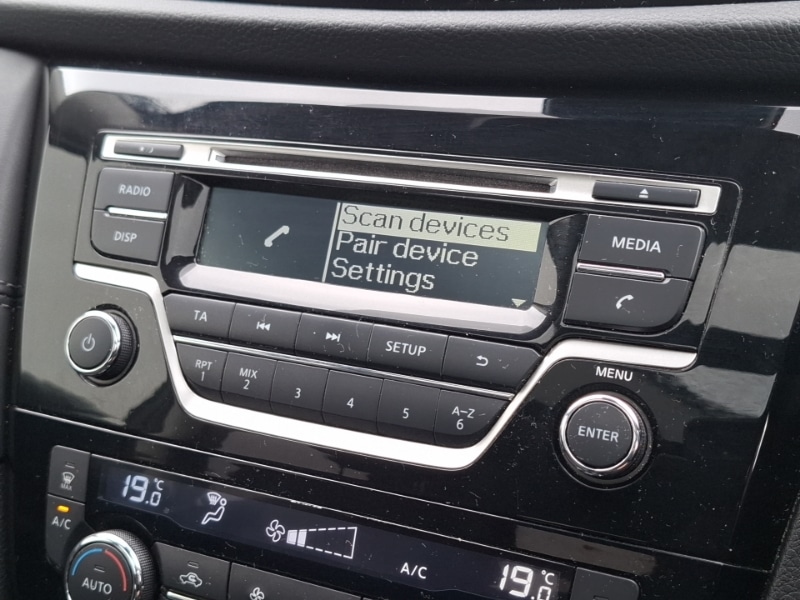 RADIO
DISP
Scan devices
Pair device
Settings
MEDIA
TA
SETUP
RPT
1
MIX
2
3
4
5
A-Z
6
MENU
ENTER
MAX
A/C
19.0 °C
A/C
19.0 °C
AUTO